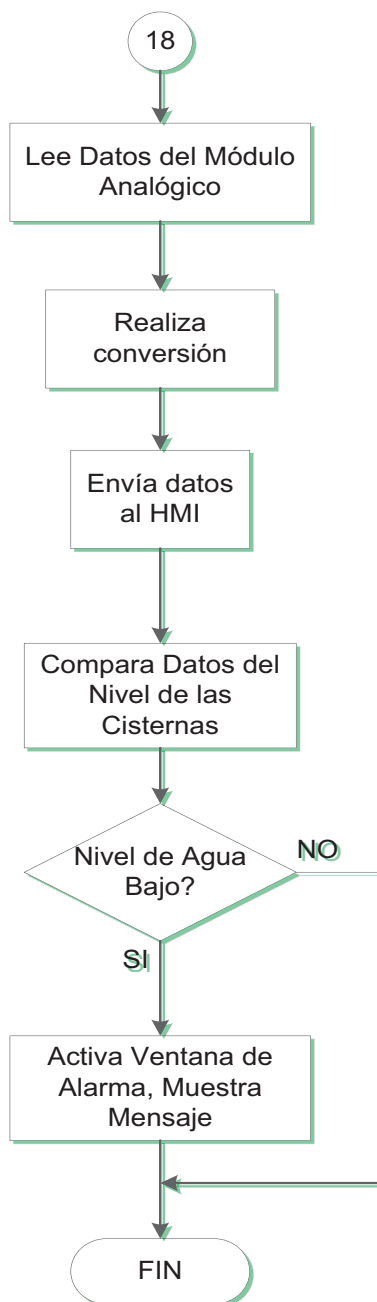 18
Lee Datos del Módulo
Analógico
Realiza
conversión
Envía datos
al HMI
Compara Datos del
Nivel de las
Cisternas
Nivel de Agua
Bajo?
NO
SI
Activa Ventana de
Alarma, Muestra
Mensaje
FIN